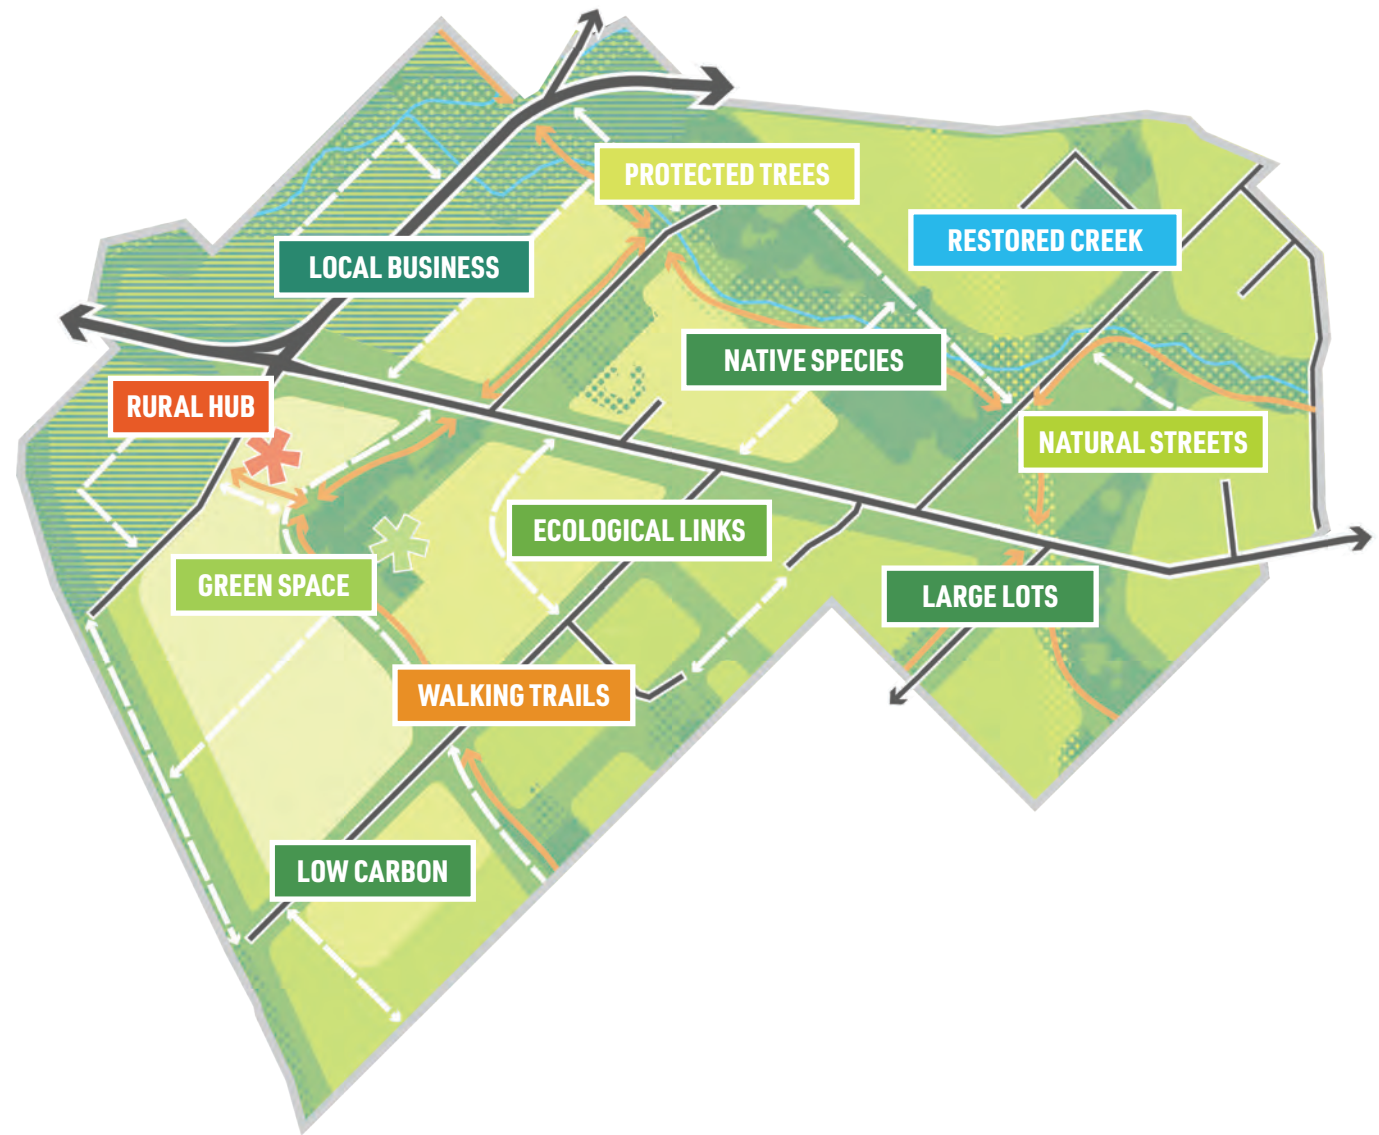 PROTECTED TREES
RESTORED CREEK
LOCAL BUSINESS
NATIVE SPECIES
RURAL HUB
NATURAL STREETS
ECOLOGICAL LINKS
GREEN SPACE
LARGE LOTS
WALKING TRAILS
LOW CARBON